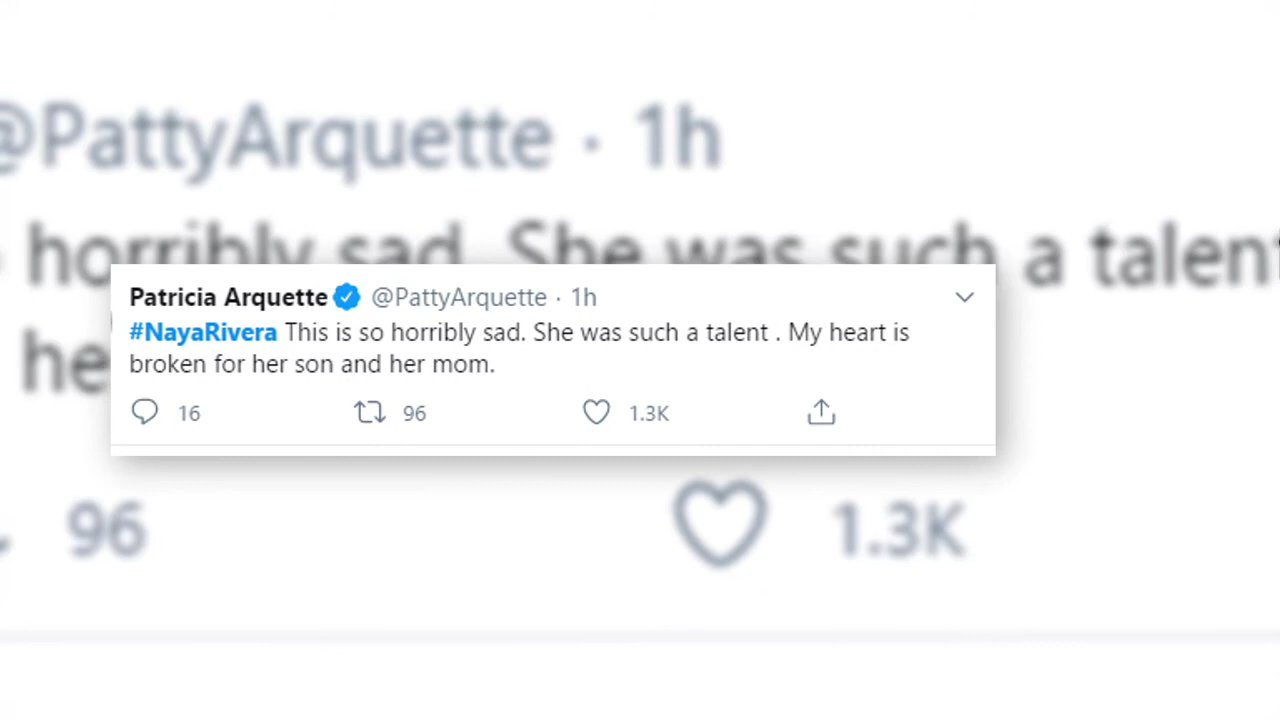 @PattyArquette · 1h
horribly sad. She was such a talent
he
Patricia Arquette @PattyArquette · 1h
#NayaRivera This is so horribly sad. She was such a talent . My heart is
broken for her son and her mom.
16 96 1.3K
96 1.3K